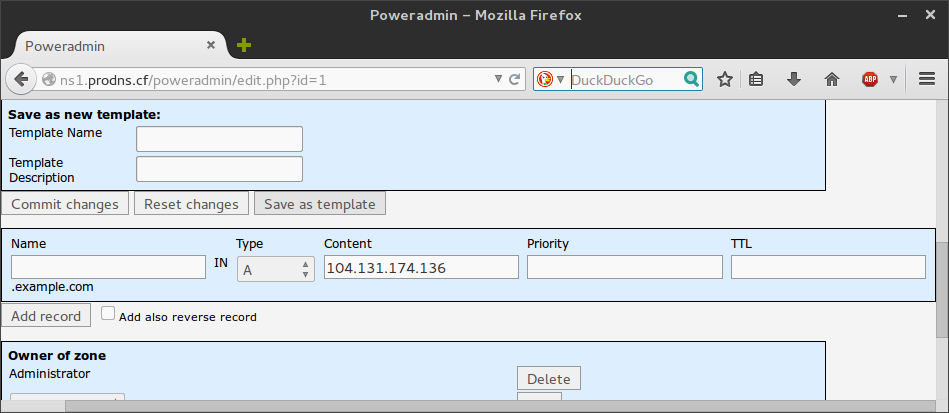 Poweradmin – Mozilla Firefox
Poweradmin
ns1.prodns.cf/poweradmin/edit.php?id=1
DuckDuckGo
ABP
Save as new template:
Template Name
Template
Description
Commit changes Reset changes Save as template
Name Type Content Priority TTL
IN A 104.131.174.136
.example.com
Add record Add also reverse record
Owner of zone
Administrator
Delete